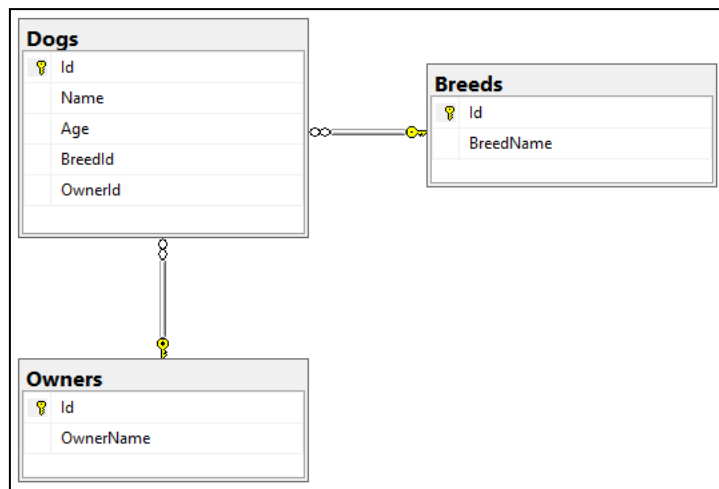 Dogs
Id
Name
Age
BreedId
OwnerId
Breeds
Id
BreedName
Owners
Id
OwnerName